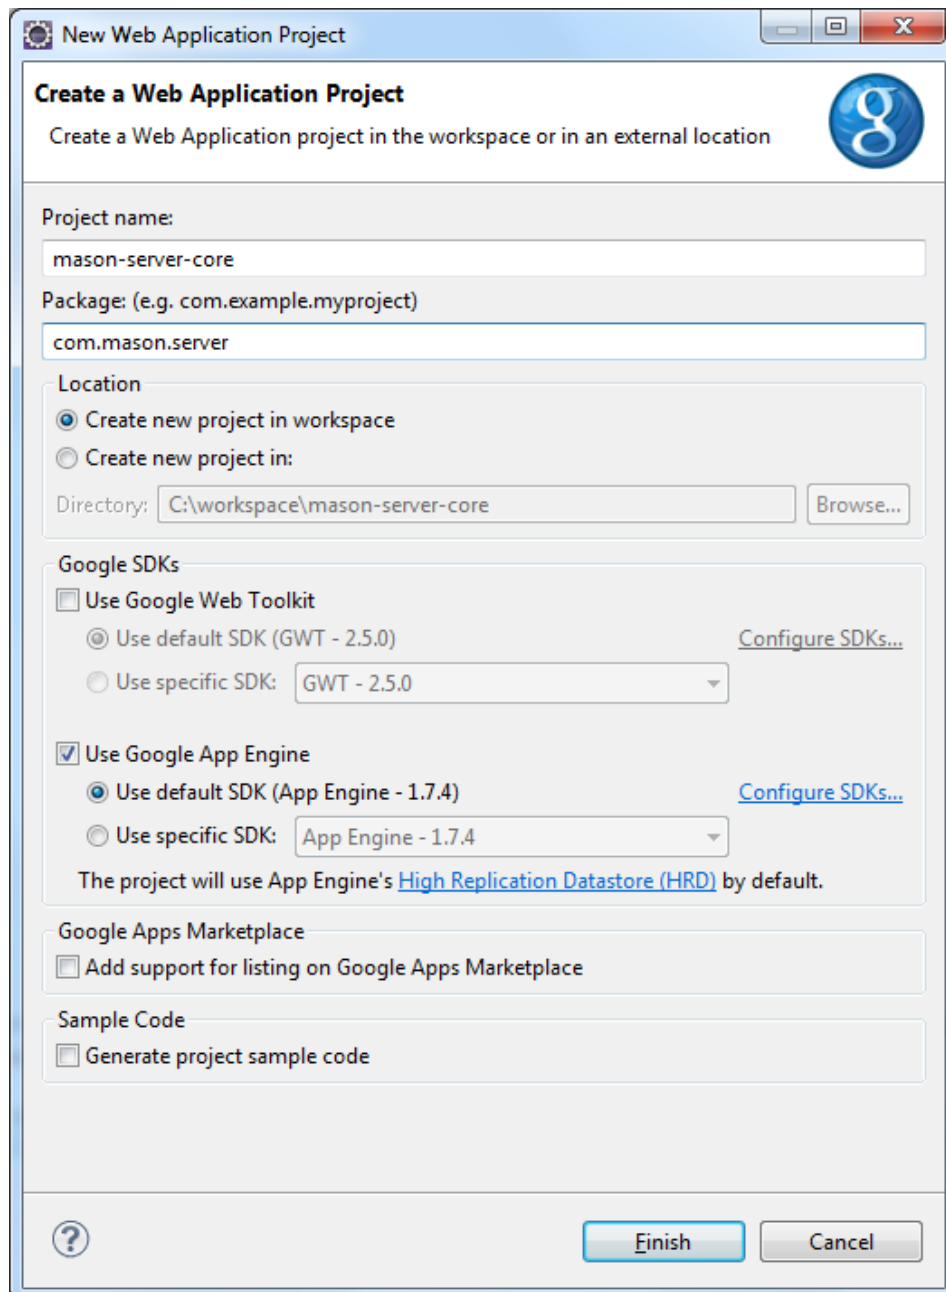 New Web Application Project
Create a Web Application Project
Create a Web Application project in the workspace or in an external location
g
Project name:
mason-server-core
Package: (e.g. com.example.myproject)
com.mason.server
Location
Create new project in workspace
Create new project in:
Directory: C:\workspace\mason-server-core Browse...
Google SDKs
Use Google Web Toolkit
Use default SDK (GWT - 2.5.0) Configure SDKs...
Use specific SDK: GWT - 2.5.0
Use Google App Engine
Use default SDK (App Engine - 1.7.4) Configure SDKs...
Use specific SDK: App Engine - 1.7.4
The project will use App Engine's High Replication Datastore (HRD) by default.
Google Apps Marketplace
Add support for listing on Google Apps Marketplace
Sample Code
Generate project sample code
? Finish Cancel